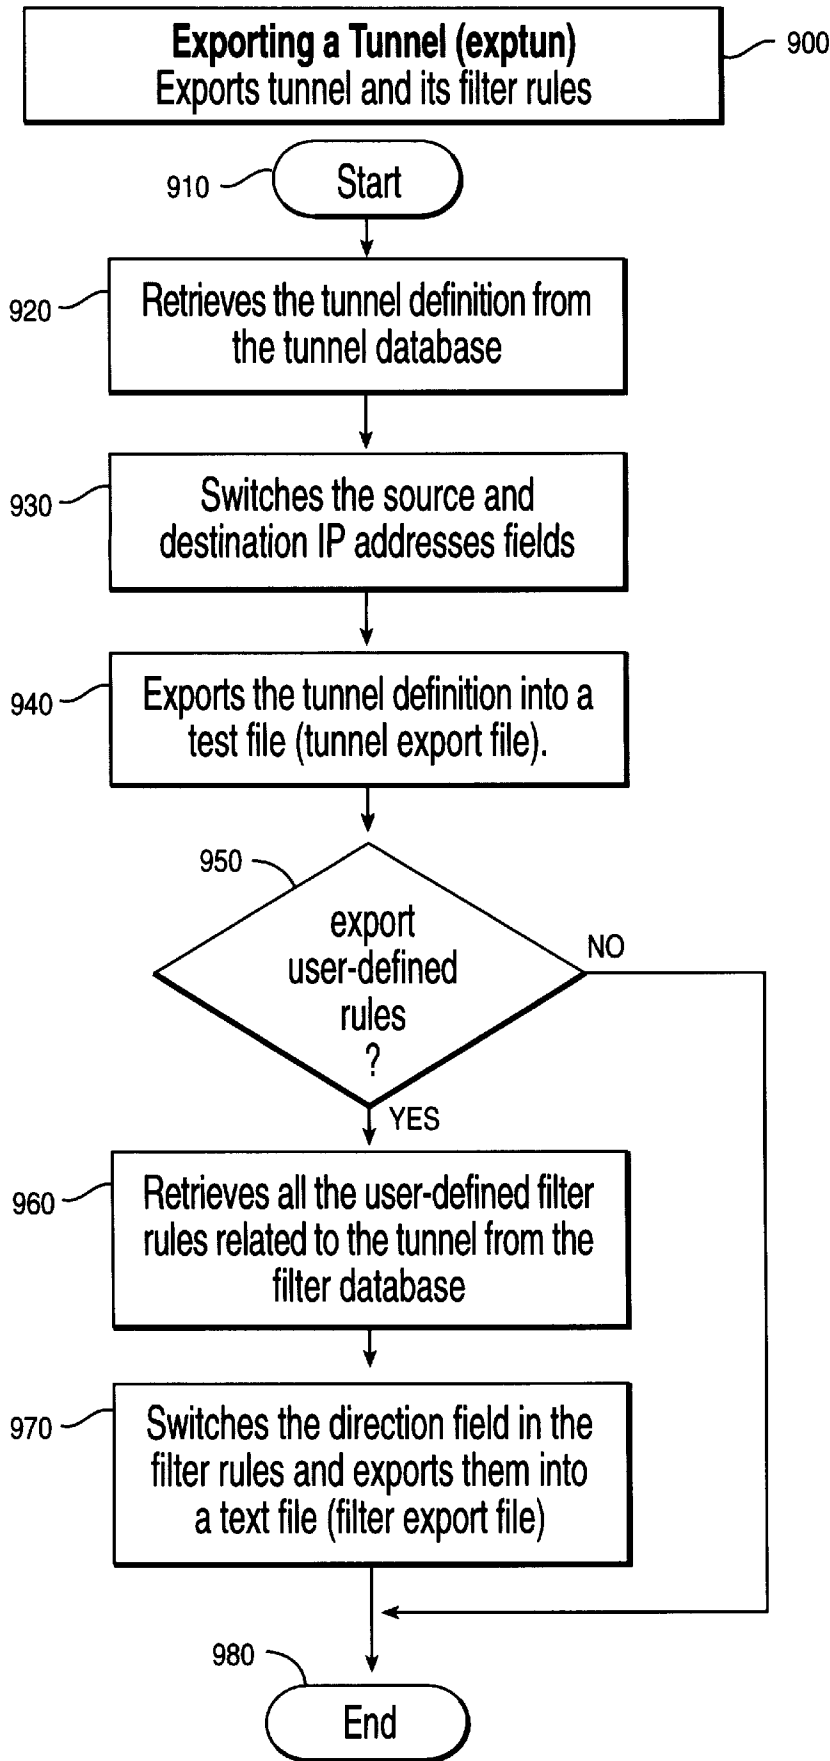 Exporting a Tunnel (exptun)
Exports tunnel and its filter rules
900
910
Start
920
Retrieves the tunnel definition from
the tunnel database
930
Switches the source and
destination IP addresses fields
940
Exports the tunnel definition into a
test file (tunnel export file).
950
export
user-defined
rules
?
NO
YES
960
Retrieves all the user-defined filter
rules related to the tunnel from the
filter database
970
Switches the direction field in the
filter rules and exports them into
a text file (filter export file)
980
End